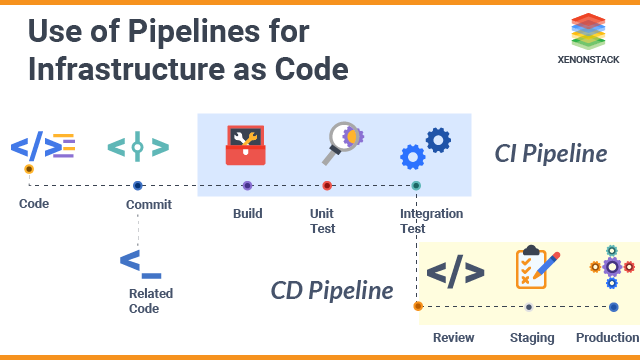 Use of Pipelines for
Infrastructure as Code
XENONSTACK
</>
< >
CI Pipeline
Code
Commit
Build
Unit
Test
Integration
Test
<_
Related
Code
CD Pipeline
</>
Review
Staging
Production